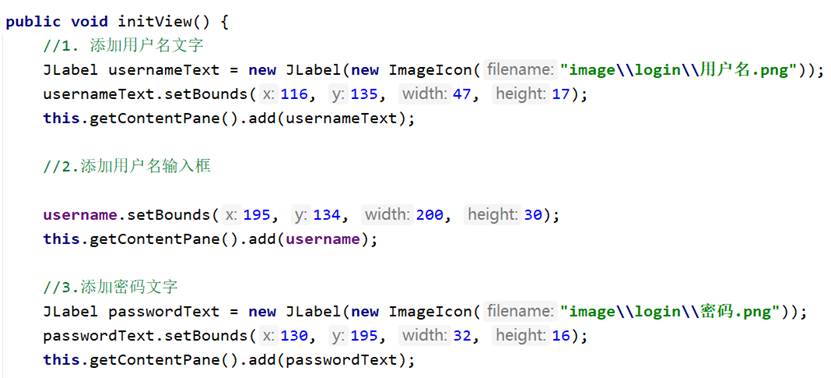 public void initView() {
//1. 添加用户名文字
JLabel usernameText = new JLabel(new ImageIcon( filename: "image\\login\\用户名.png"));
usernameText.setBounds( x: 116, y: 135, width: 47, height: 17);
this.getContentPane().add(usernameText);
//2.添加用户名输入框
username.setBounds( x: 195, y: 134, width: 200, height: 30);
this.getContentPane().add(username);
//3.添加密码文字
JLabel passwordText = new JLabel(new ImageIcon( filename: "image\\login\\密码.png"));
passwordText.setBounds( x: 130, y: 195, width: 32, height: 16);
this.getContentPane().add(passwordText);